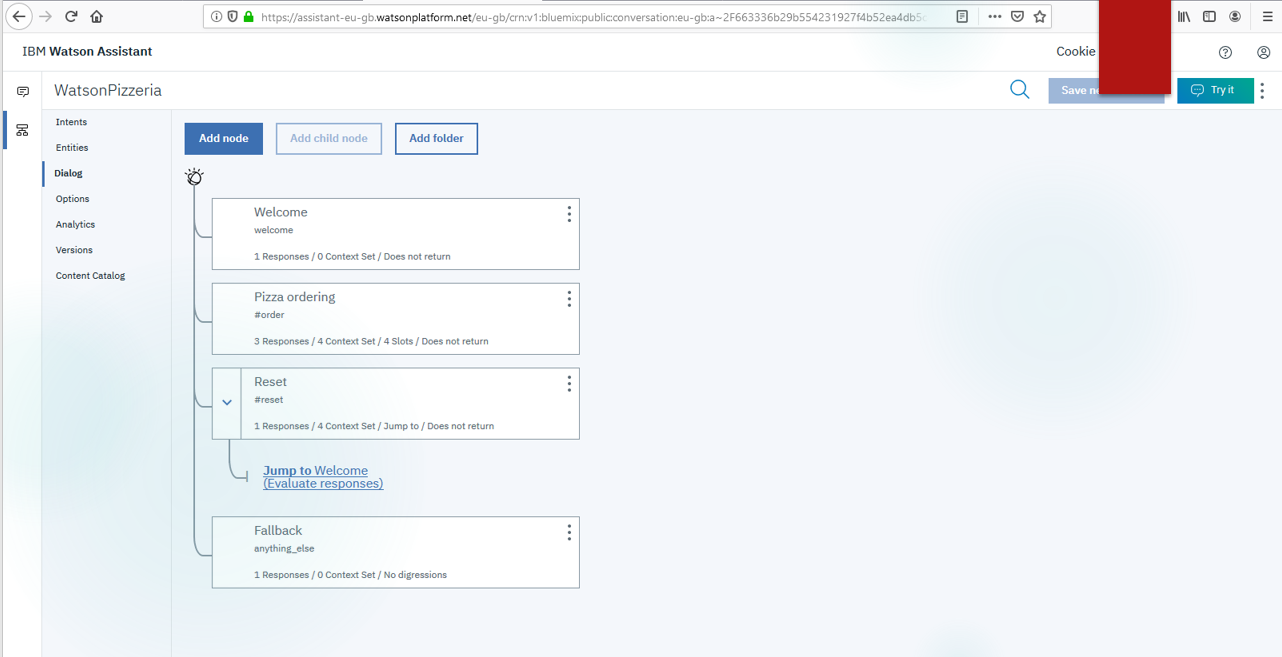 https://assistant-eu-gb.watsonplatform.net/eu-gb/crn:v1:bluemix:public:conversation:eu-gb:a~2F663336b29b554231927f4b52ea4db5
IBM Watson Assistant
Cookie
WatsonPizzeria
Save
Try it
Intents
Entities
Dialog
Options
Analytics
Versions
Content Catalog
Add node
Add child node
Add folder
Welcome
welcome
1 Responses / 0 Context Set / Does not return
Pizza ordering
#order
3 Responses / 4 Context Set / 4 Slots / Does not return
Reset
#reset
1 Responses / 4 Context Set / Jump to / Does not return
Jump to Welcome
(Evaluate responses)
Fallback
anything_else
1 Responses / 0 Context Set / No digressions